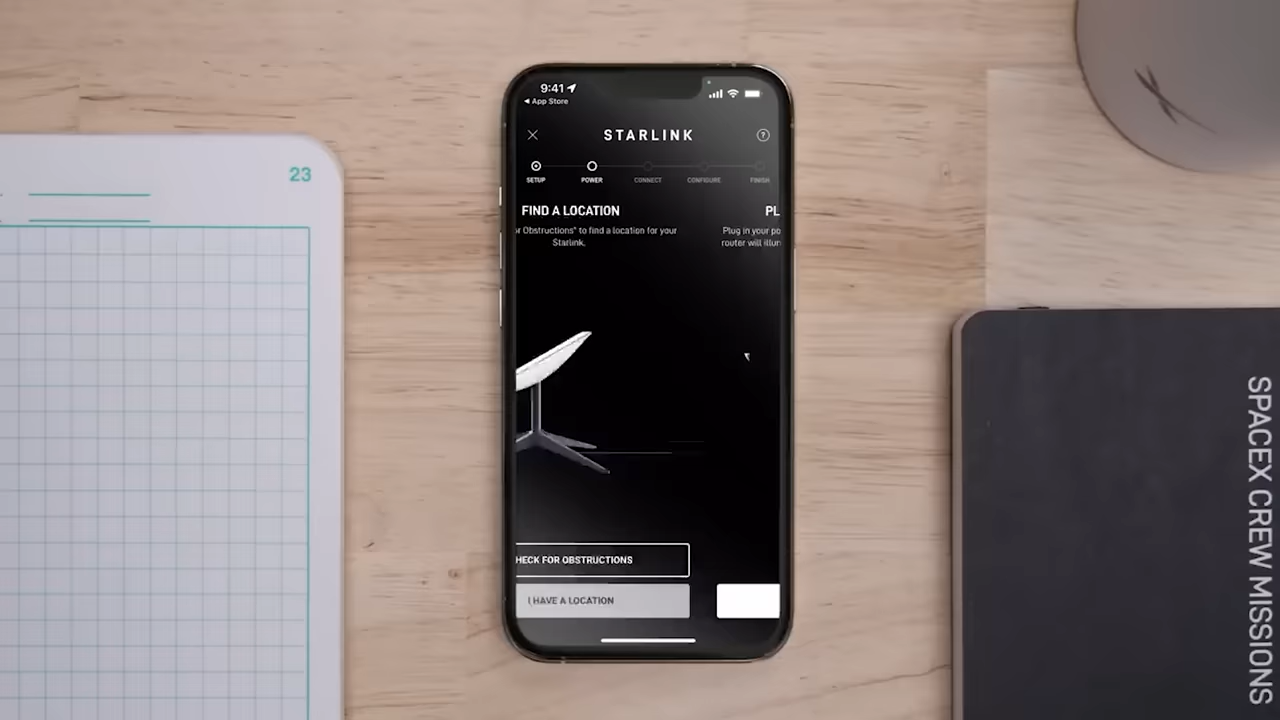 23
9:41
App Store
STARLINK
SETUP
POWER
CONNECT
CONFIGURE
FINISH
FIND A LOCATION
or Obstructions" to find a location for your
Starlink.
PL
Plug in your po
router will illum
HECK FOR OBSTRUCTIONS
I HAVE A LOCATION
SPACEX CREW MISSIONS